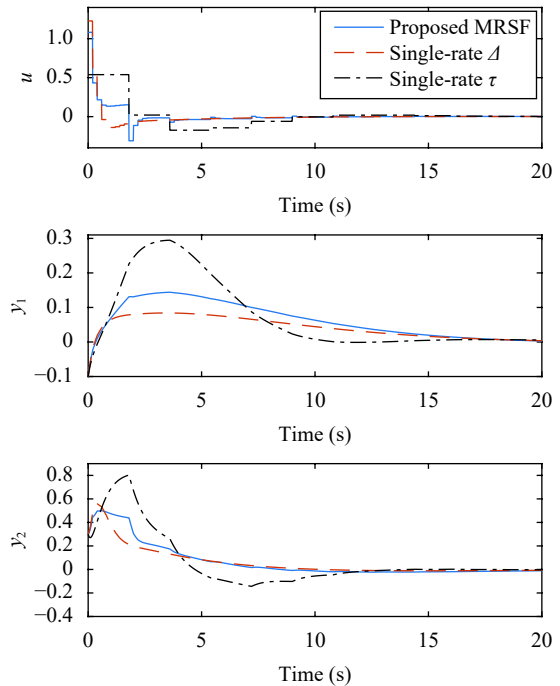 Proposed MRSF
Single-rate Δ
Single-rate τ
u
1.0
0.5
0
0 5 10 15 20
Time (s)
y1
0.3
0.2
0.1
0
−0.1
0 5 10 15 20
Time (s)
y2
0.8
0.6
0.4
0.2
0
−0.2
−0.4
0 5 10 15 20
Time (s)